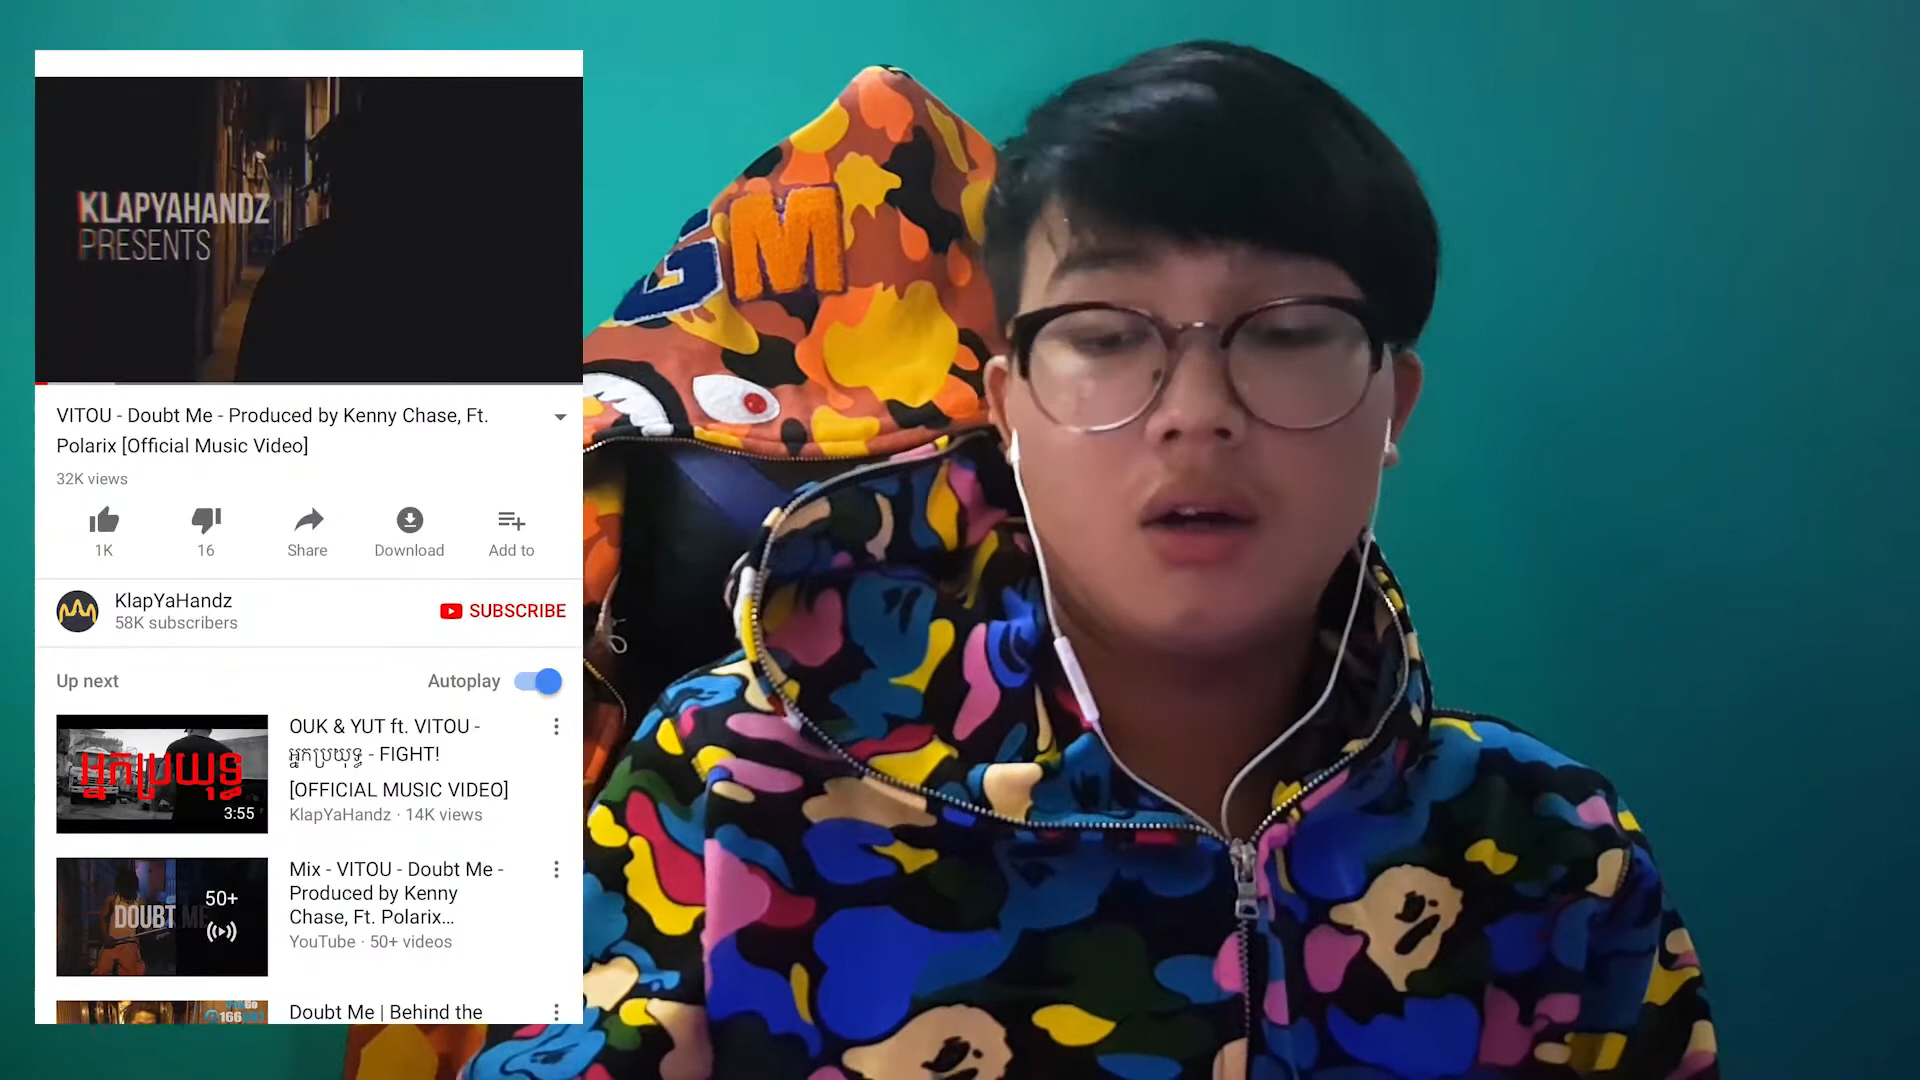 KLAPYAHANDZ
PRESENTS
GM
VITOU - Doubt Me - Produced by Kenny Chase, Ft.
Polarix [Official Music Video]
32K views
1K
16
Share
Download
Add to
KlapYaHandz
58K subscribers
SUBSCRIBE
Up next
Autoplay
អ្នកប្រយុទ្ធ
3:55
OUK & YUT ft. VITOU -
អ្នកប្រយុទ្ធ - FIGHT!
[OFFICIAL MUSIC VIDEO]
KlapYaHandz · 14K views
DOUBT ME
50+
Mix - VITOU - Doubt Me -
Produced by Kenny
Chase, Ft. Polarix...
YouTube · 50+ videos
Doubt Me | Behind the